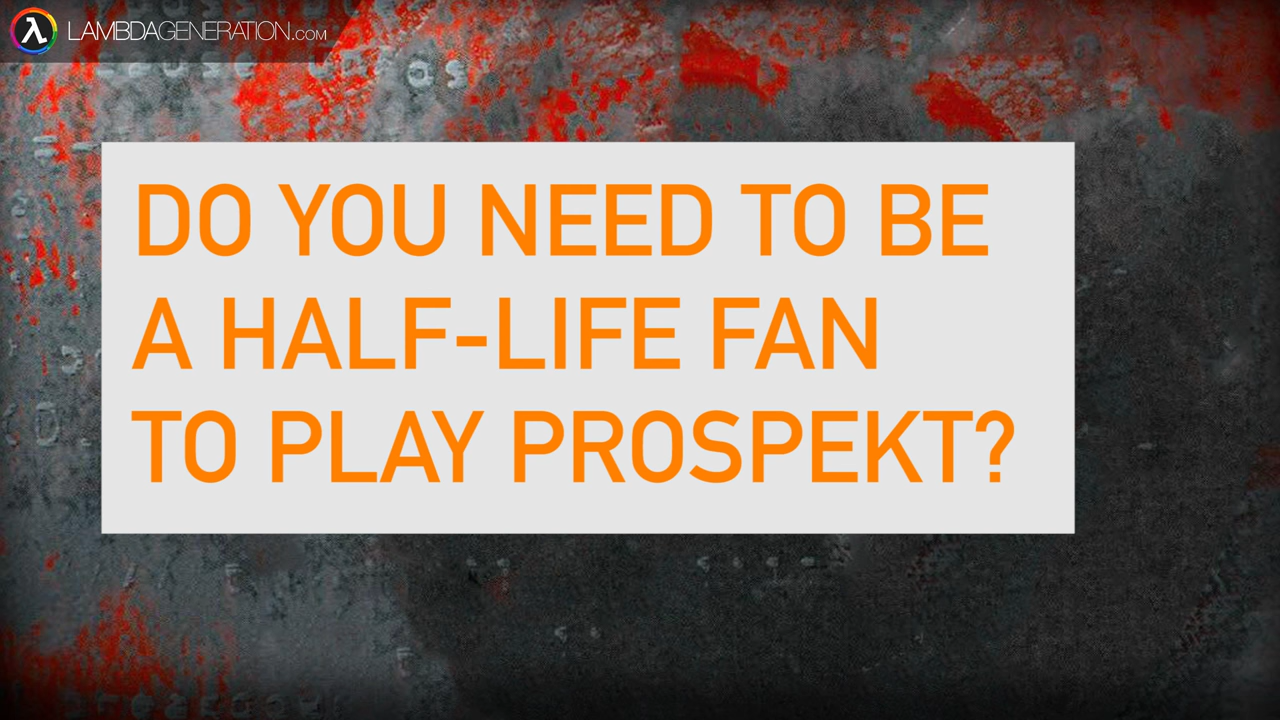 LAMBDAGENERATION.COM
DO YOU NEED TO BE
A HALF-LIFE FAN
TO PLAY PROSPEKT?